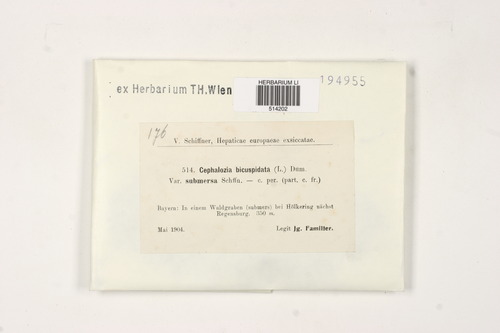 ex Herbarium TH.Wien
HERBARIUM LI
514202
194955
176
V. Schiffner, Hepaticae europaeae exsiccatae.
514. Cephalozia bicuspidata (L.) Dum.
Var. submersa Schffn. — c. per. (part. c. fr.)
Bayern: In einem Waldgraben (submers) bei Hölkering nächst
Regensburg. 350 m.
Mai 1904.
Legit Jg. Familler.